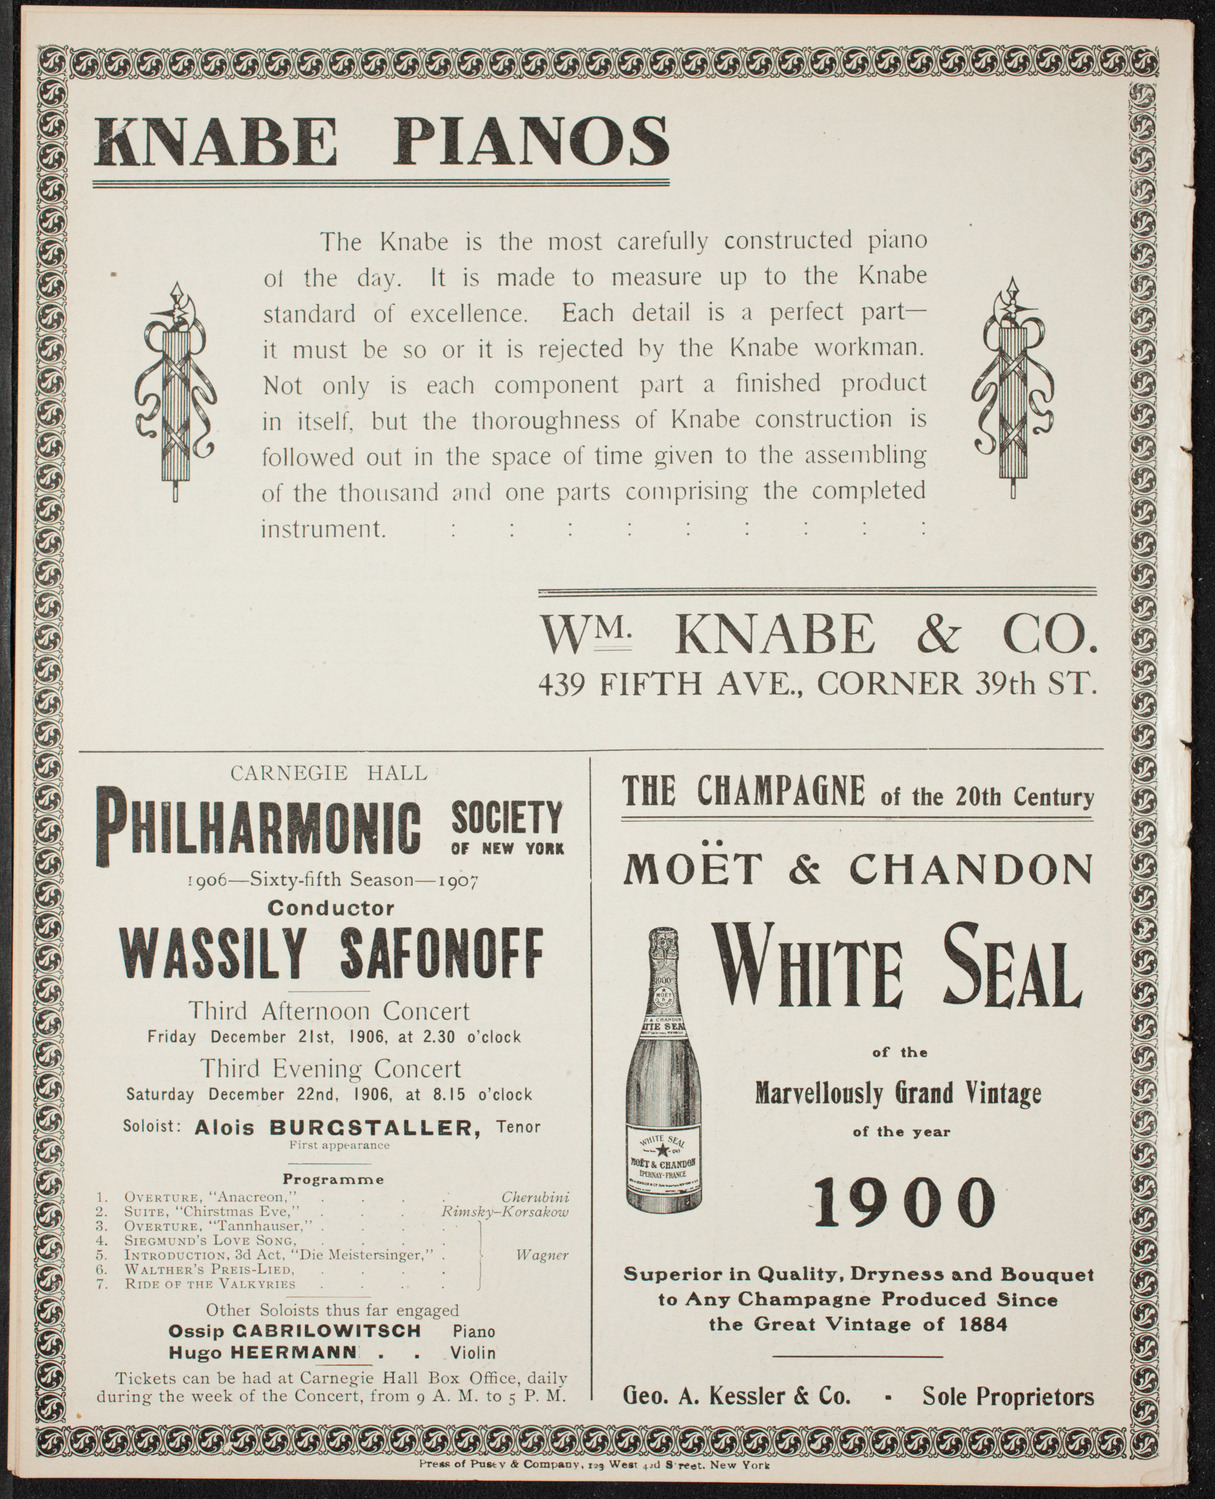 KNABE PIANOS
The Knabe is the most carefully constructed piano
of the day. It is made to measure up to the Knabe
standard of excellence. Each detail is a perfect part—
it must be so or it is rejected by the Knabe workman.
Not only is each component part a finished product
in itself, but the thoroughness of Knabe construction is
followed out in the space of time given to the assembling
of the thousand and one parts comprising the completed
instrument. : : : : : : : : :
WM. KNABE & CO.
439 FIFTH AVE., CORNER 39th ST.
CARNEGIE HALL
PHILHARMONIC SOCIETY
OF NEW YORK
1906—Sixty-fifth Season—1907
Conductor
WASSILY SAFONOFF
Third Afternoon Concert
Friday December 21st, 1906, at 2.30 o'clock
Third Evening Concert
Saturday December 22nd, 1906, at 8.15 o'clock
Soloist: Alois BURGSTALLER, Tenor
First appearance
Programme
1. OVERTURE, "Anacreon," . . . . Cherubini
2. SUITE, "Chirstmas Eve," . . . Rimsky-Korsakow
3. OVERTURE, "Tannhauser," . . . .
4. SIEGMUND'S LOVE SONG, . . . .
5. INTRODUCTION, 3d Act, "Die Meistersinger," . Wagner
6. WALTHER'S PREIS-LIED, . . . .
7. RIDE OF THE VALKYRIES . . .
Other Soloists thus far engaged
Ossip GABRILOWITSCH Piano
Hugo HEERMANN . . Violin
Tickets can be had at Carnegie Hall Box Office, daily
during the week of the Concert, from 9 A. M. to 5 P. M.
THE CHAMPAGNE of the 20th Century
MOËT & CHANDON
WHITE SEAL
of the
Marvellously Grand Vintage
of the year
1900
1900
MOËT
& CHANDON
ITE SEA
WHITE SEAL
MOËT & CHANDON
EPERNAY-FRANCE
Superior in Quality, Dryness and Bouquet
to Any Champagne Produced Since
the Great Vintage of 1884
Geo. A. Kessler & Co. - Sole Proprietors
Press of Pusey & Company, 123 West 42d Street, New York